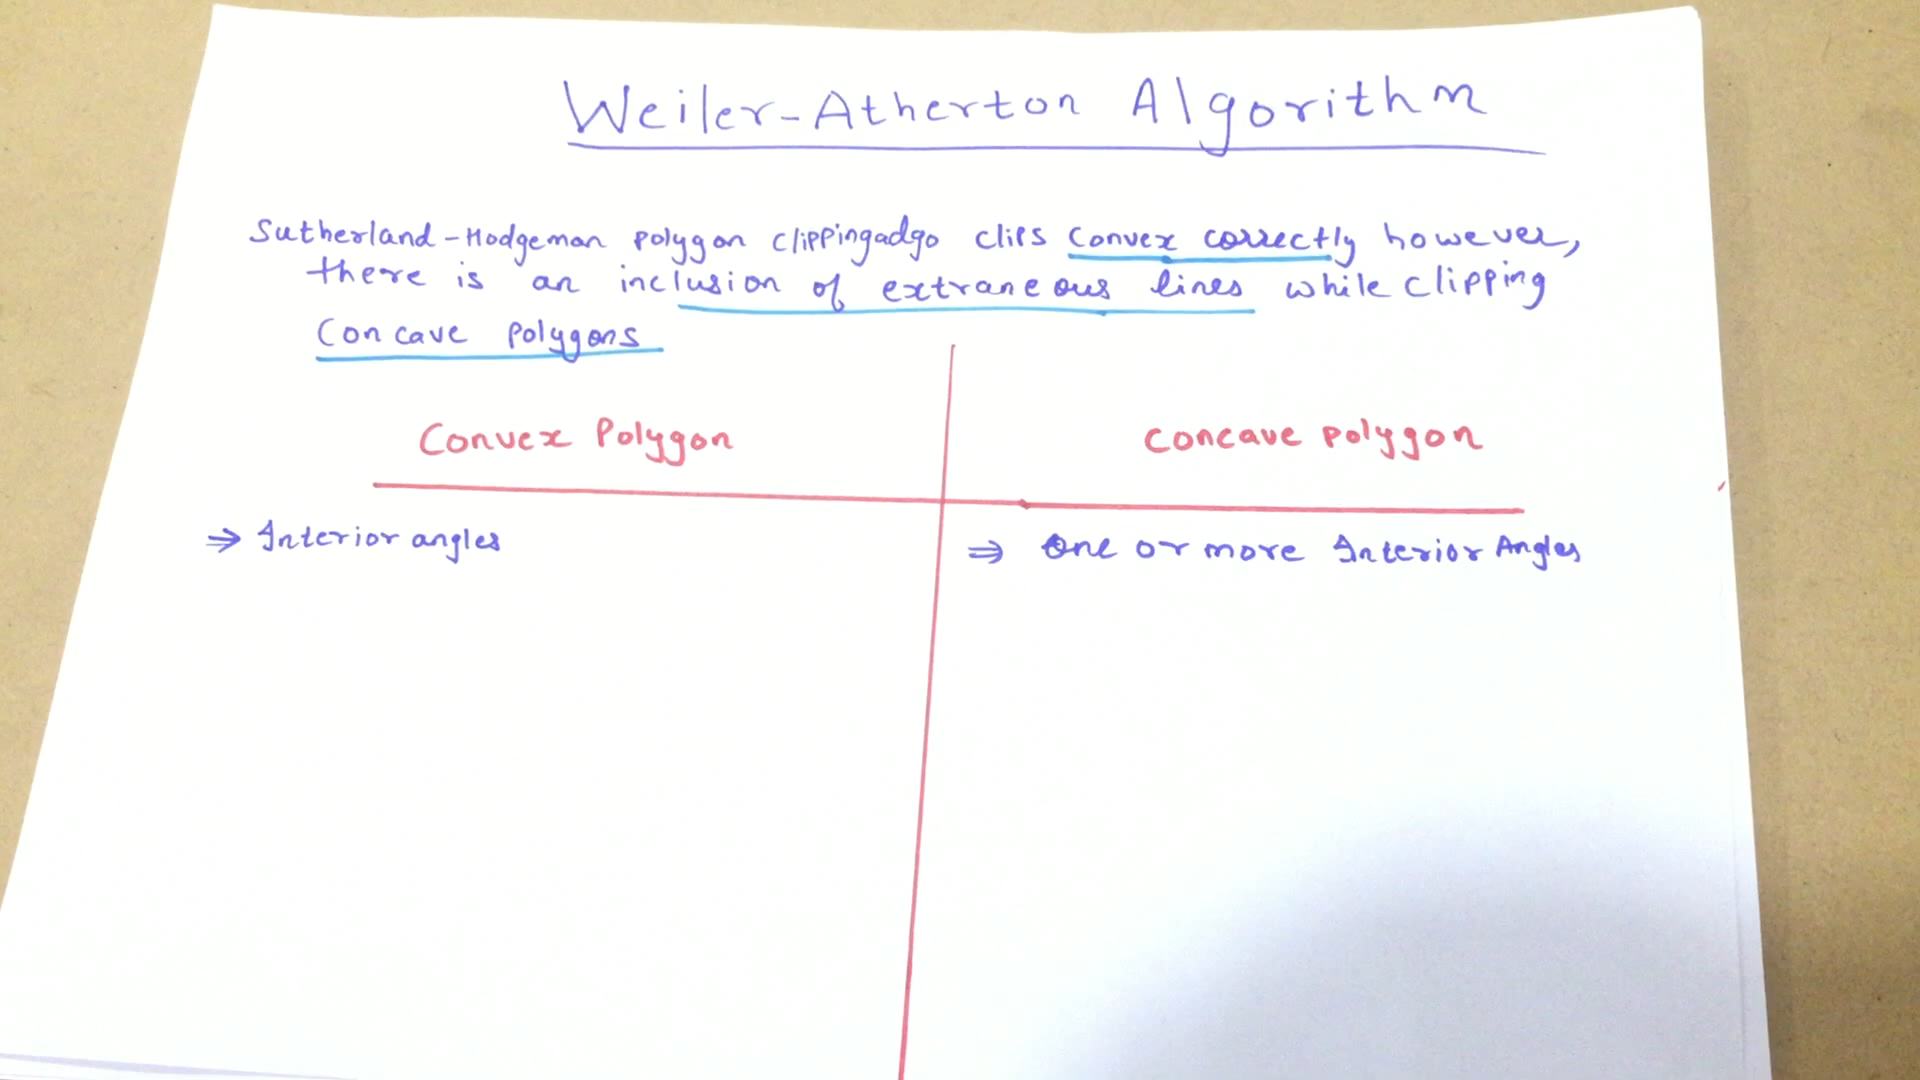 Weiler-Atherton Algorithm
Sutherland-Hodgeman polygon clippingadgo clips convex correctly however,
there is an inclusion of extraneous lines while clipping
Concave polygons
Convex Polygon
Concave polygon
⇒ Interior angles
⇒ One or more Interior Angles